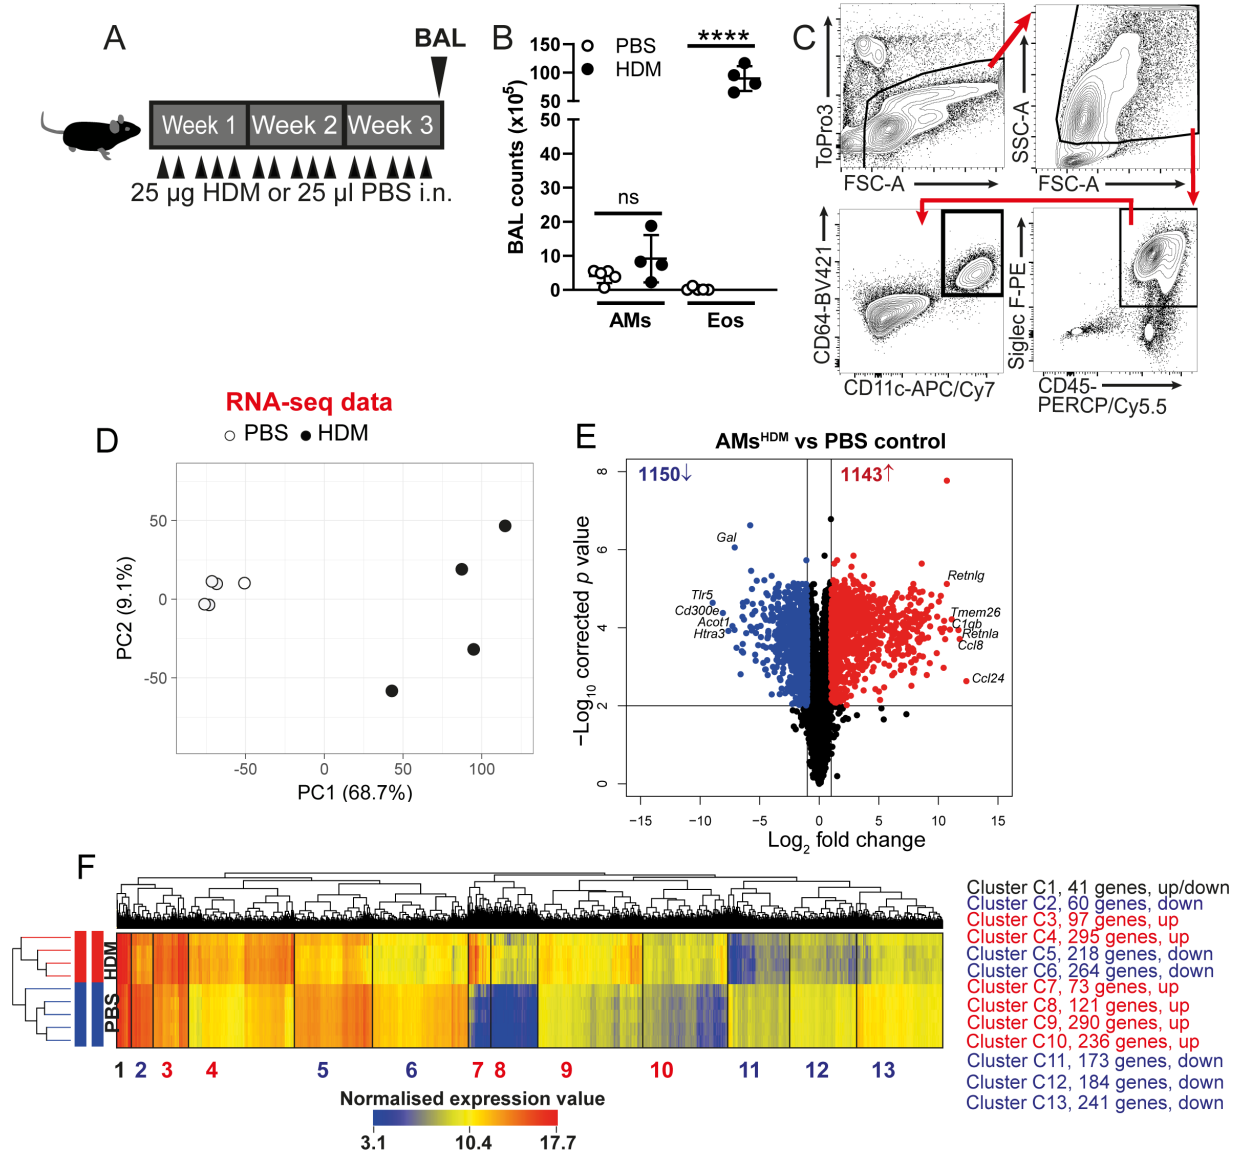 A
BAL
Week 1
Week 2
Week 3
25 µg HDM or 25 µl PBS i.n.
B
PBS
HDM
****
ns
BAL counts (x10⁵)
150
100
50
50
40
30
20
10
0
AMs
Eos
C
ToPro3
FSC-A
SSC-A
FSC-A
CD64-BV421
CD11c-APC/Cy7
Siglec F-PE
CD45-
PERCP/Cy5.5
RNA-seq data
PBS
HDM
D
PC2 (9.1%)
50
0
-50
-50
0
50
100
PC1 (68.7%)
E
AMsᴴᴰᴹ vs PBS control
1150↓
1143↑
−Log₁₀ corrected p value
8
6
4
2
0
Gal
Tlr5
Cd300e
Acot1
Htra3
Retnlg
Tmem26
C1qb
Retnla
Ccl8
Ccl24
−15
−10
−5
0
5
10
15
Log₂ fold change
F
HDM
PBS
1 2 3 4 5 6 7 8 9 10 11 12 13
Normalised expression value
3.1 10.4 17.7
Cluster C1, 41 genes, up/down
Cluster C2, 60 genes, down
Cluster C3, 97 genes, up
Cluster C4, 295 genes, up
Cluster C5, 218 genes, down
Cluster C6, 264 genes, down
Cluster C7, 73 genes, up
Cluster C8, 121 genes, up
Cluster C9, 290 genes, up
Cluster C10, 236 genes, up
Cluster C11, 173 genes, down
Cluster C12, 184 genes, down
Cluster C13, 241 genes, down